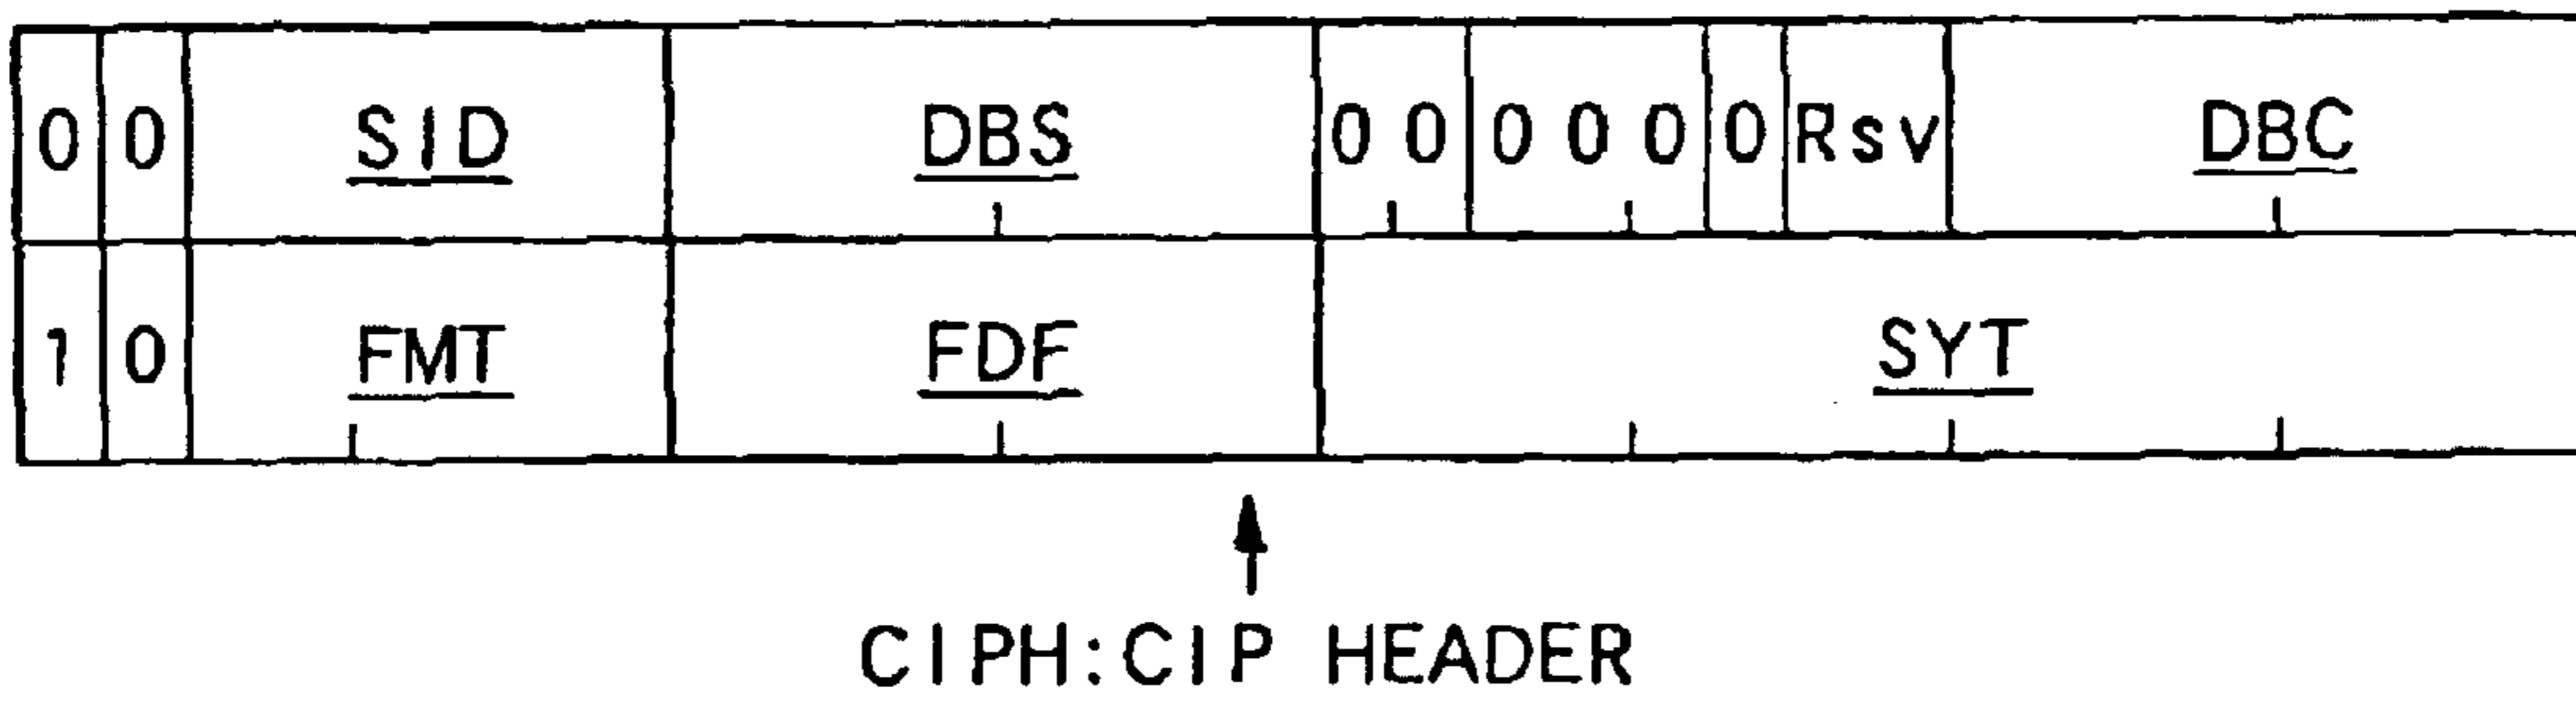 0 0 SID DBS 0 0 0 0 0 0 Rsv DBC
1 0 FMT FDF SYT
CIPH:CIP HEADER